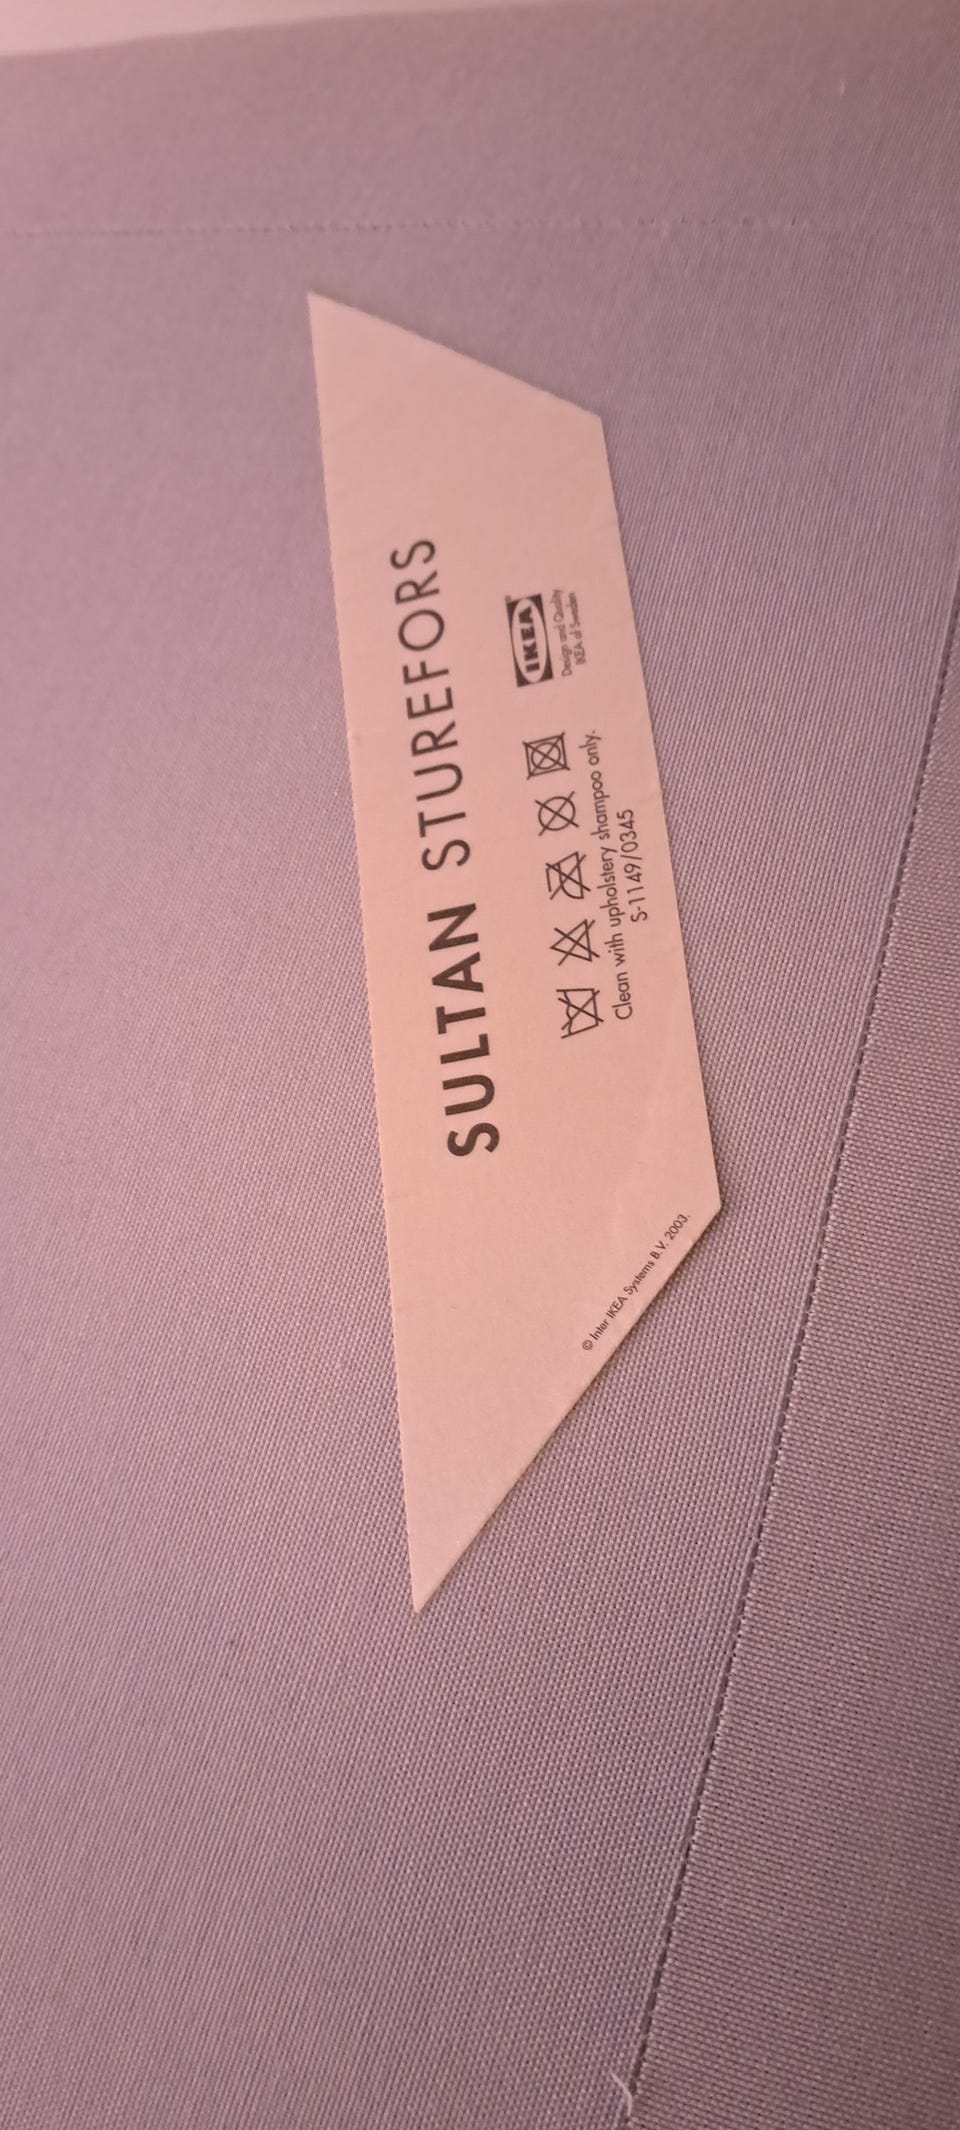 SULTAN STUREFORS
IKEA®
Design and Quality
IKEA of Sweden
Clean with upholstery shampoo only.
S-1149/0345
© Inter IKEA Systems B.V. 2003.